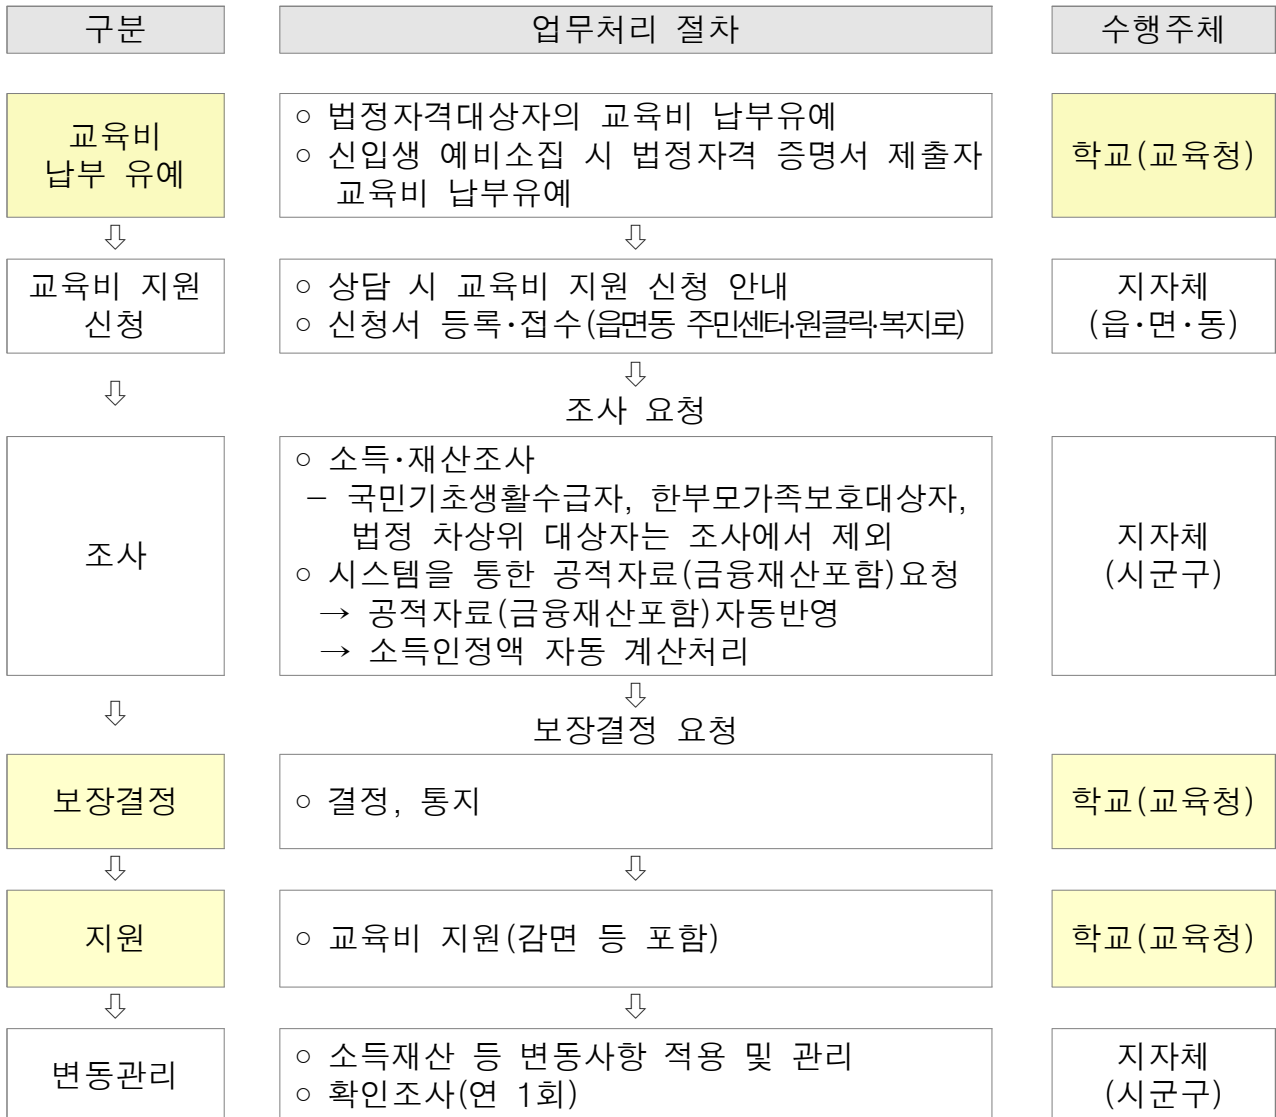 구분 업무처리 절차 수행주체
교육비
납부 유예
○ 법정자격대상자의 교육비 납부유예
○ 신입생 예비소집 시 법정자격 증명서 제출자
교육비 납부유예
학교(교육청)
⇩ ⇩
교육비 지원
신청
○ 상담 시 교육비 지원 신청 안내
○ 신청서 등록·접수(읍면동 주민센터·원클릭·복지로)
지자체
(읍·면·동)
⇩ ⇩
조사 요청
조사
○ 소득·재산조사
– 국민기초생활수급자, 한부모가족보호대상자,
법정 차상위 대상자는 조사에서 제외
○ 시스템을 통한 공적자료(금융재산포함)요청
→ 공적자료(금융재산포함)자동반영
→ 소득인정액 자동 계산처리
지자체
(시군구)
⇩ ⇩
보장결정 요청
보장결정
○ 결정, 통지
학교(교육청)
⇩ ⇩
지원
○ 교육비 지원(감면 등 포함)
학교(교육청)
⇩ ⇩
변동관리
○ 소득재산 등 변동사항 적용 및 관리
○ 확인조사(연 1회)
지자체
(시군구)